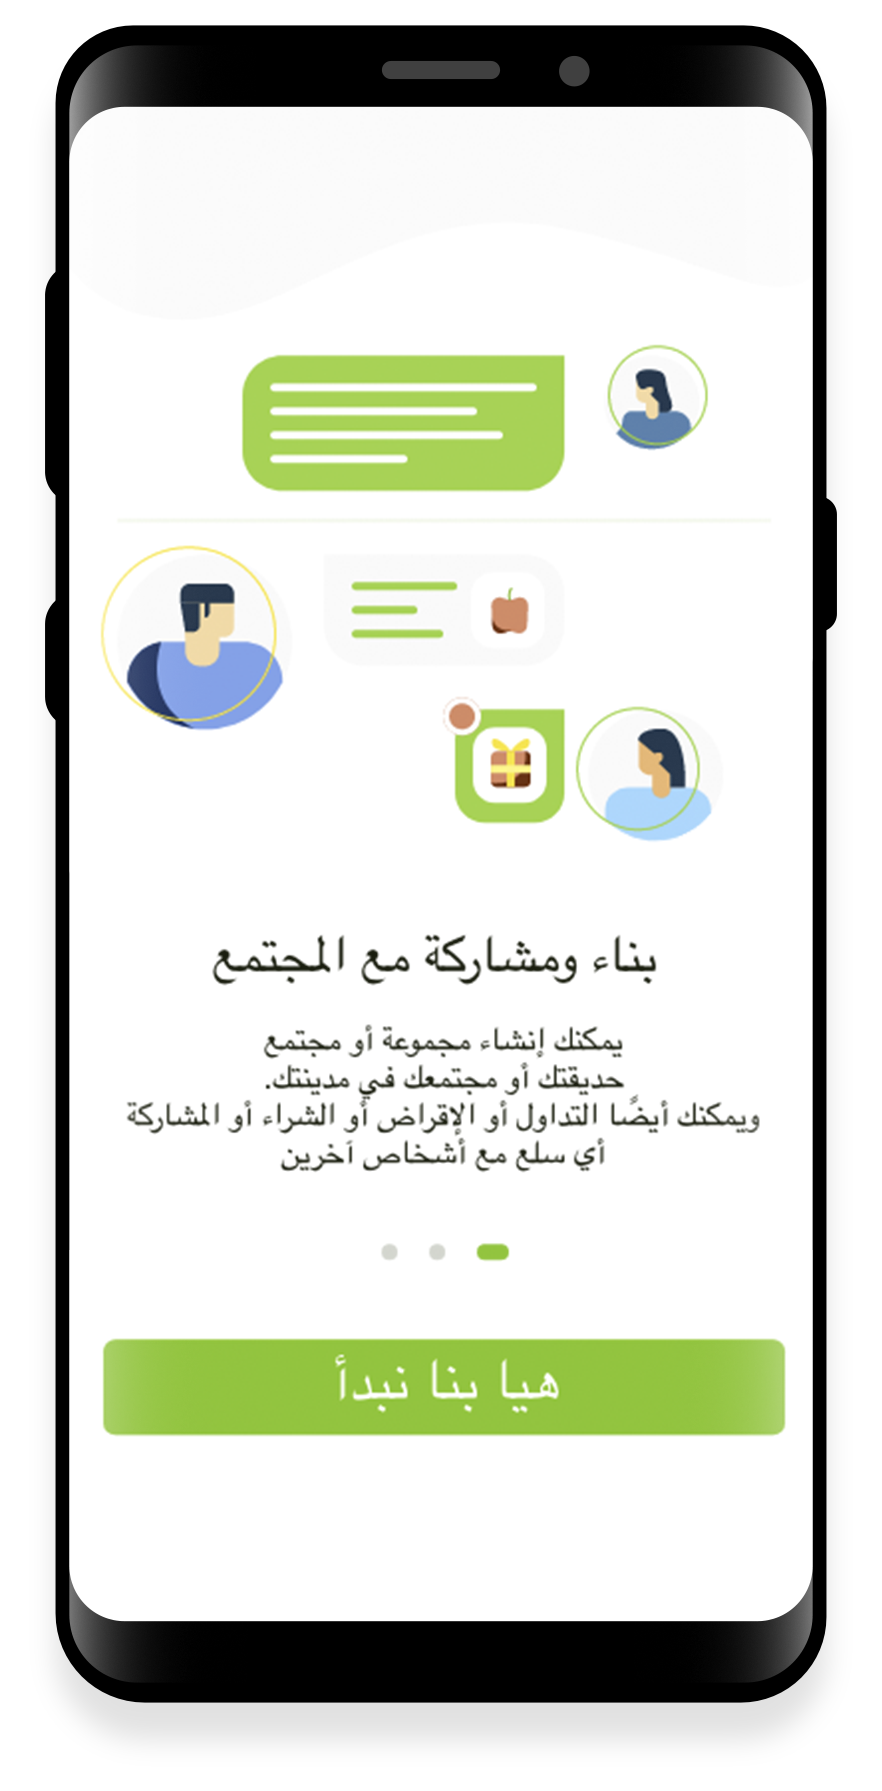 بناء ومشاركة مع المجتمع
يمكنك إنشاء مجموعة أو مجتمع
حديقتك أو مجتمعك في مدينتك.
ويمكنك أيضًا التداول أو الإقراض أو الشراء أو المشاركة
أي سلع مع أشخاص آخرين
هيا بنا نبدأ